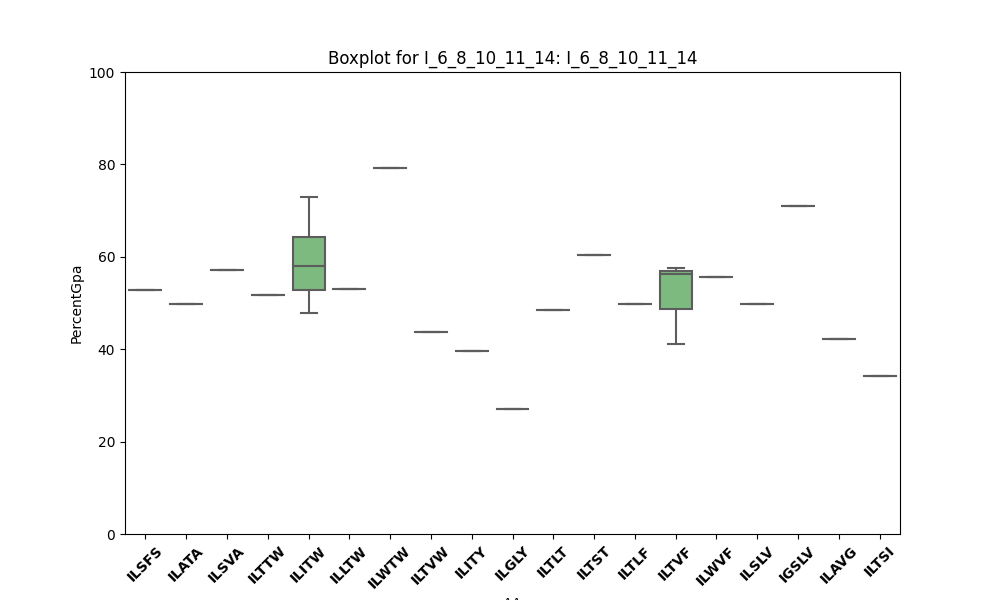 Boxplot for I_6_8_10_11_14: I_6_8_10_11_14
PercentGpa
100
80
60
40
20
0
ILSFS
ILATA
ILSVA
ILTTW
ILITW
ILLTW
ILWTW
ILTVW
ILITY
ILGLY
ILTLT
ILTST
ILTLF
ILTVF
ILWVF
ILSLV
IGSLV
ILAVG
ILTSI